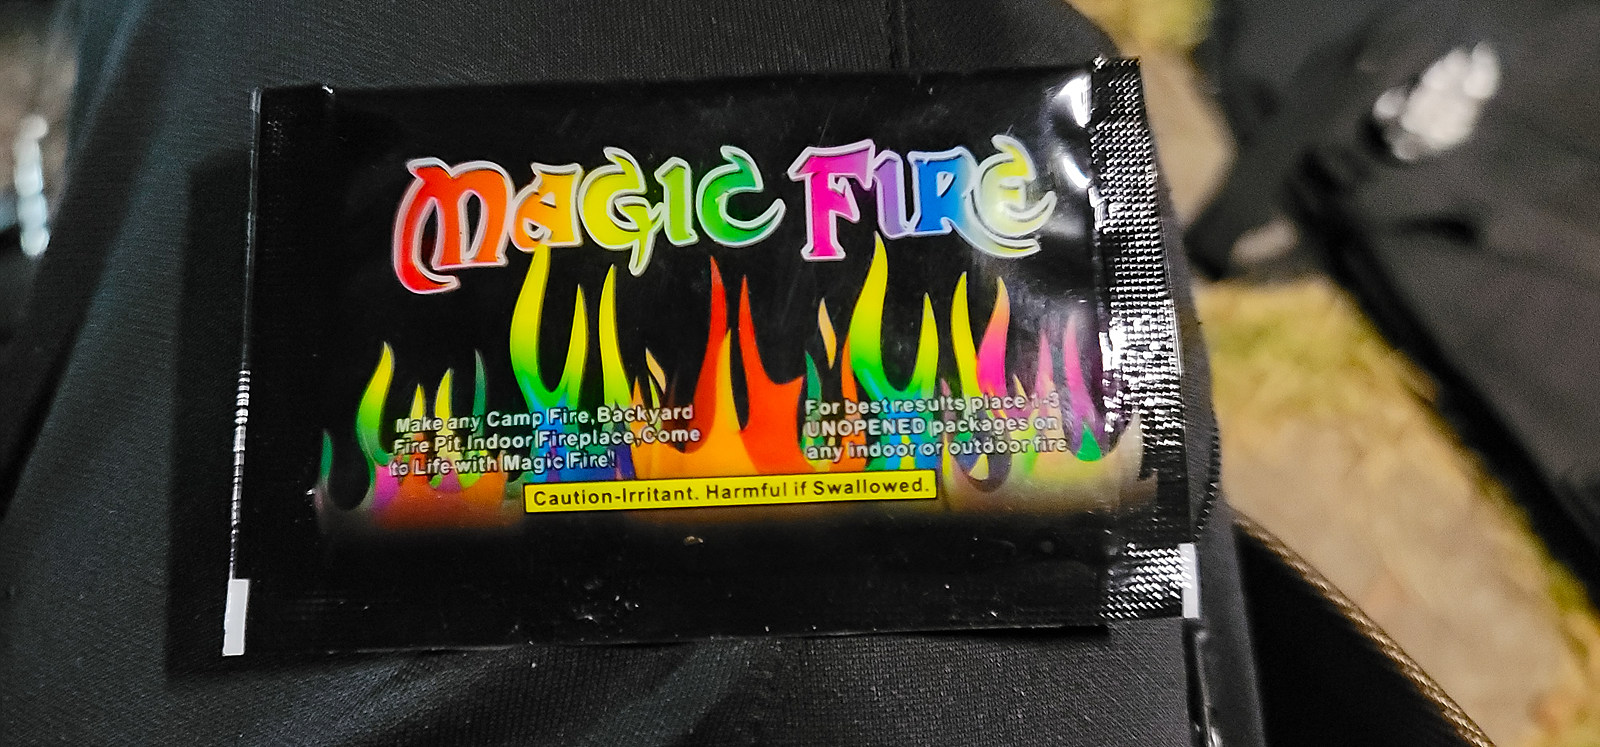 MAGIC FIRE
Make any Camp Fire,Backyard
Fire Pit,Indoor Fireplace,Come
to Life with Magic Fire!
For best results place 1-3
UNOPENED packages on
any indoor or outdoor fire
Caution-Irritant. Harmful if Swallowed.